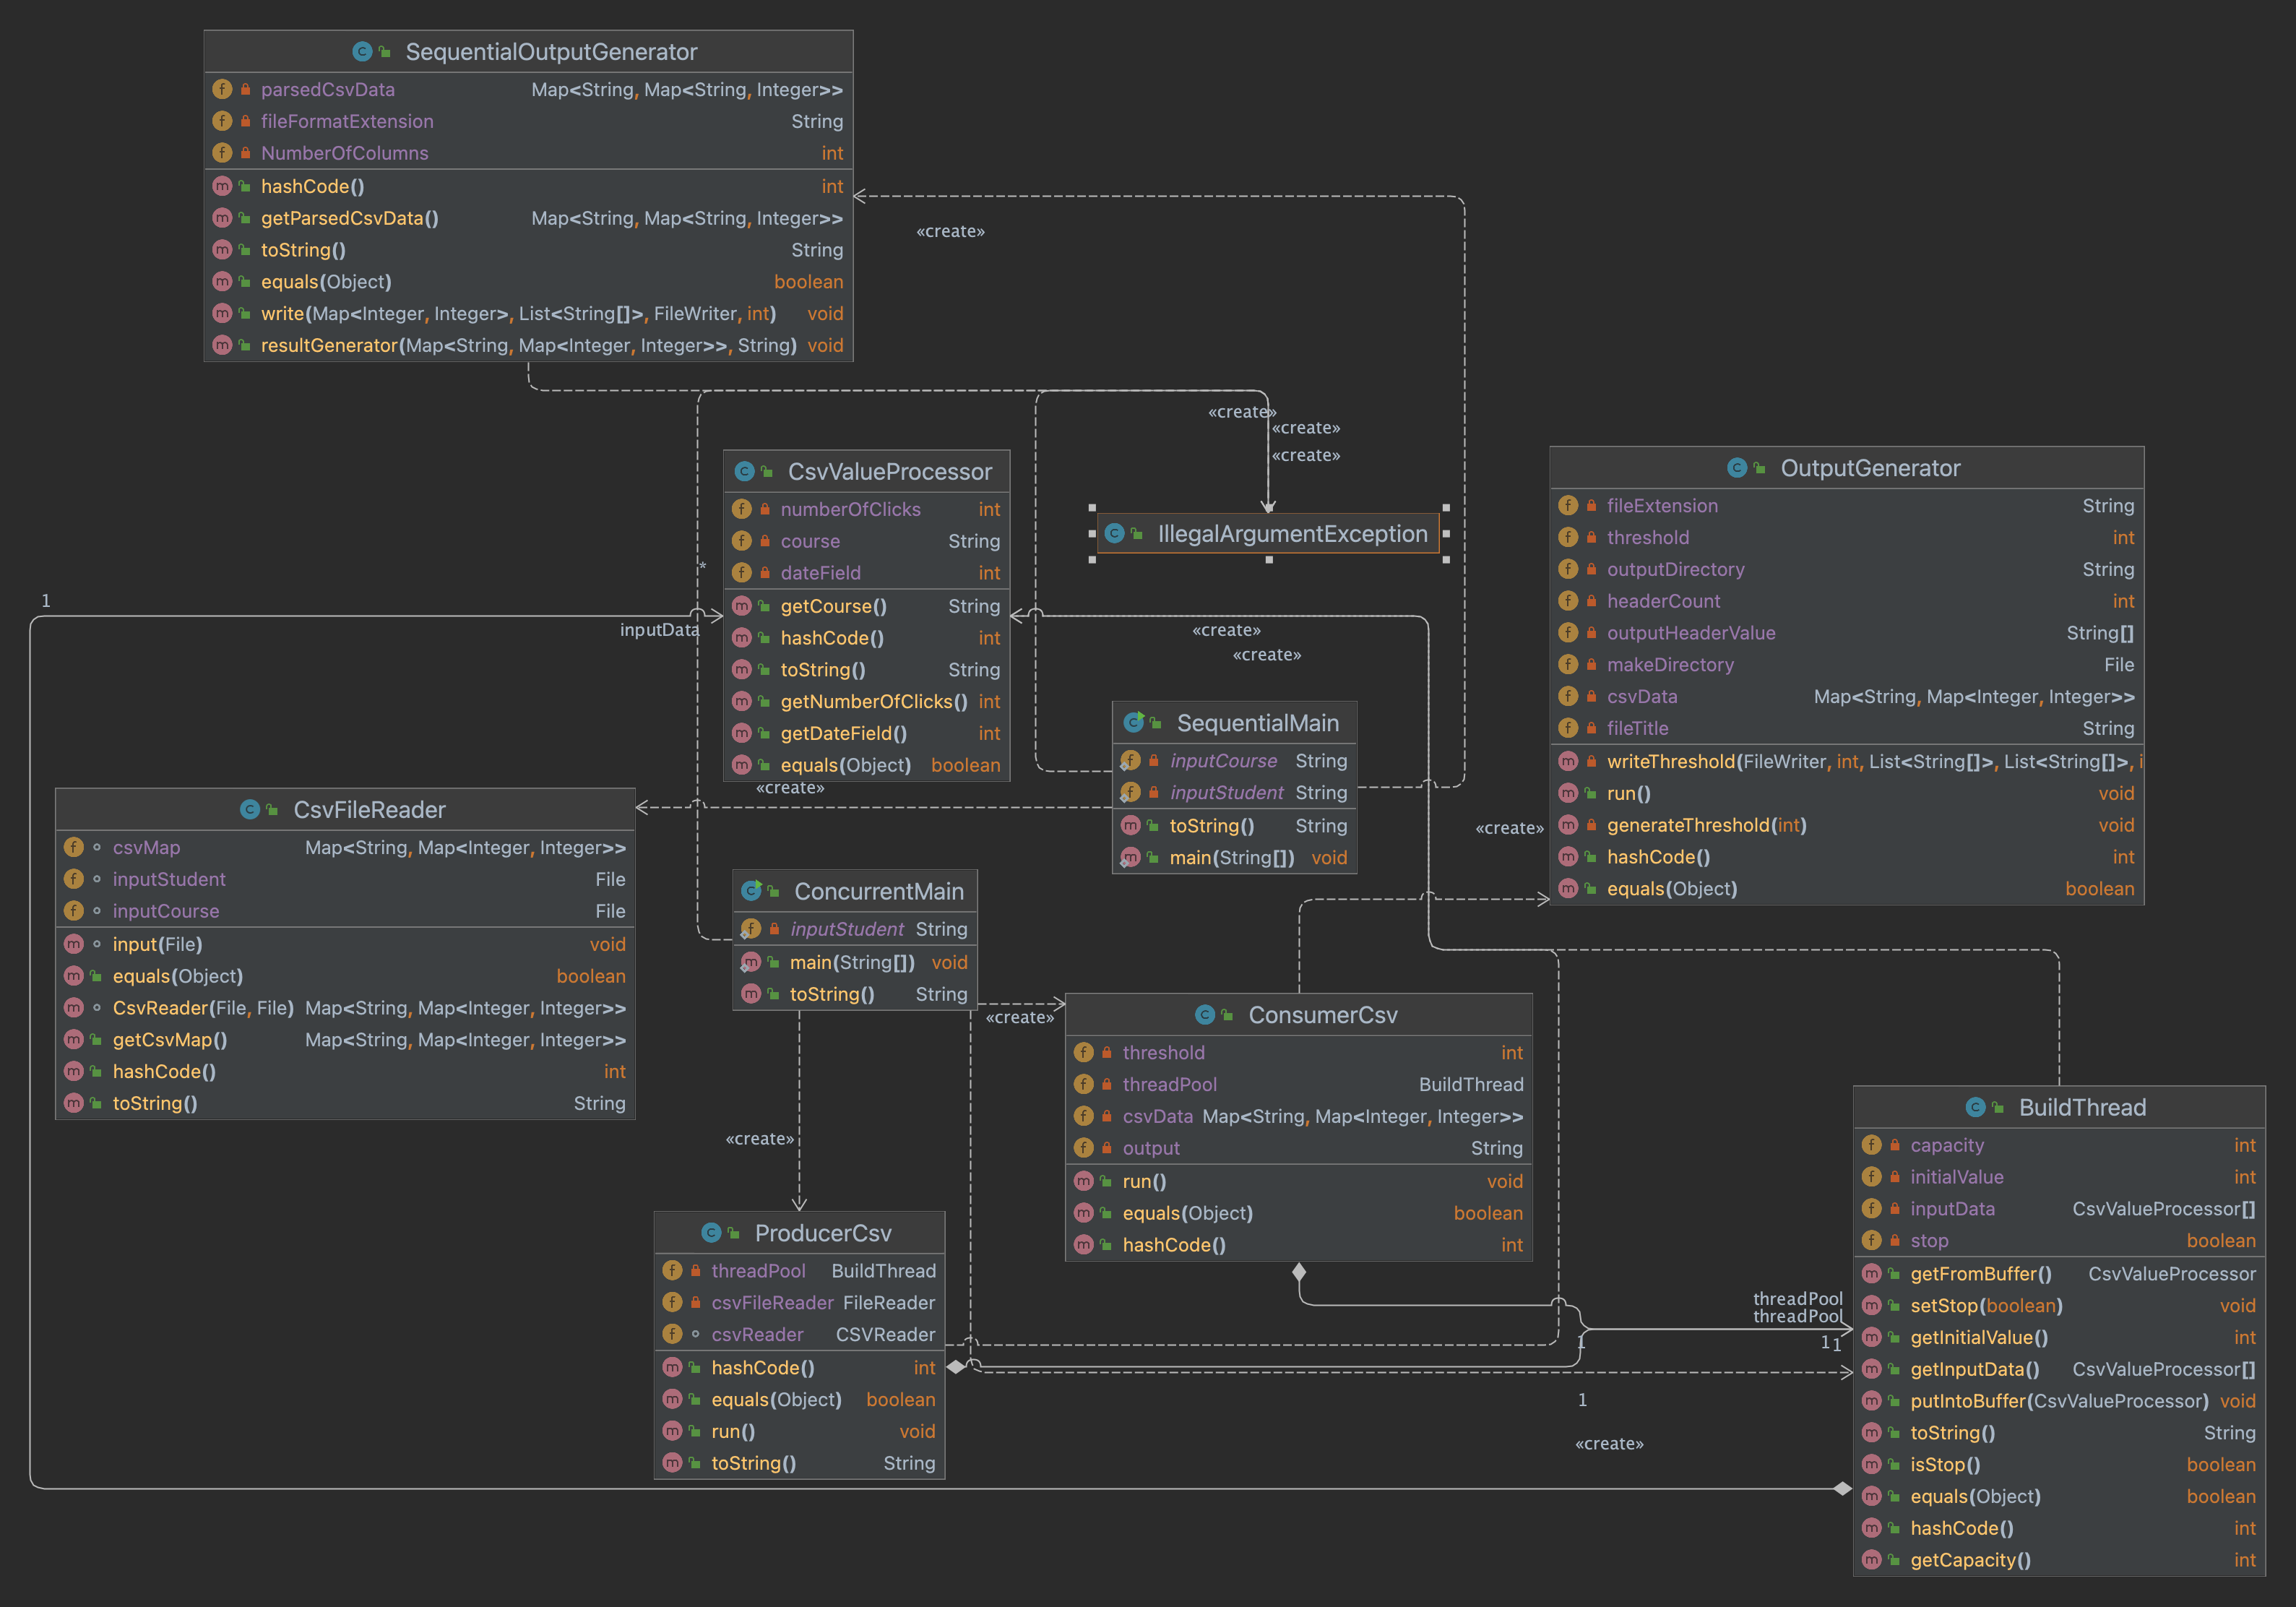 SequentialOutputGenerator
parsedCsvData Map<String, Map<String, Integer>>
fileFormatExtension String
NumberOfColumns int
hashCode() int
getParsedCsvData() Map<String, Map<String, Integer>>
toString() String
equals(Object) boolean
write(Map<Integer, Integer>, List<String[]>, FileWriter, int) void
resultGenerator(Map<String, Map<Integer, Integer>>, String) void
«create»
«create»
«create»
«create»
CsvValueProcessor
numberOfClicks int
course String
dateField int
getCourse() String
hashCode() int
toString() String
getNumberOfClicks() int
getDateField() int
equals(Object) boolean
IllegalArgumentException
OutputGenerator
fileExtension String
threshold int
outputDirectory String
headerCount int
outputHeaderValue String[]
makeDirectory File
csvData Map<String, Map<Integer, Integer>>
fileTitle String
writeThreshold(FileWriter, int, List<String[]>, List<String[]>, i
run() void
generateThreshold(int) void
hashCode() int
equals(Object) boolean
*
1
inputData
«create»
«create»
SequentialMain
inputCourse String
inputStudent String
toString() String
main(String[]) void
«create»
CsvFileReader
csvMap Map<String, Map<Integer, Integer>>
inputStudent File
inputCourse File
input(File) void
equals(Object) boolean
CsvReader(File, File) Map<String, Map<Integer, Integer>>
getCsvMap() Map<String, Map<Integer, Integer>>
hashCode() int
toString() String
«create»
ConcurrentMain
inputStudent String
main(String[]) void
toString() String
«create»
ConsumerCsv
threshold int
threadPool BuildThread
csvData Map<String, Map<Integer, Integer>>
output String
run() void
equals(Object) boolean
hashCode() int
«create»
BuildThread
capacity int
initialValue int
inputData CsvValueProcessor[]
stop boolean
getFromBuffer() CsvValueProcessor
setStop(boolean) void
getInitialValue() int
getInputData() CsvValueProcessor[]
putIntoBuffer(CsvValueProcessor) void
toString() String
isStop() boolean
equals(Object) boolean
hashCode() int
getCapacity() int
ProducerCsv
threadPool BuildThread
csvFileReader FileReader
csvReader CSVReader
hashCode() int
equals(Object) boolean
run() void
toString() String
threadPool
threadPool
1
1
1
1
«create»